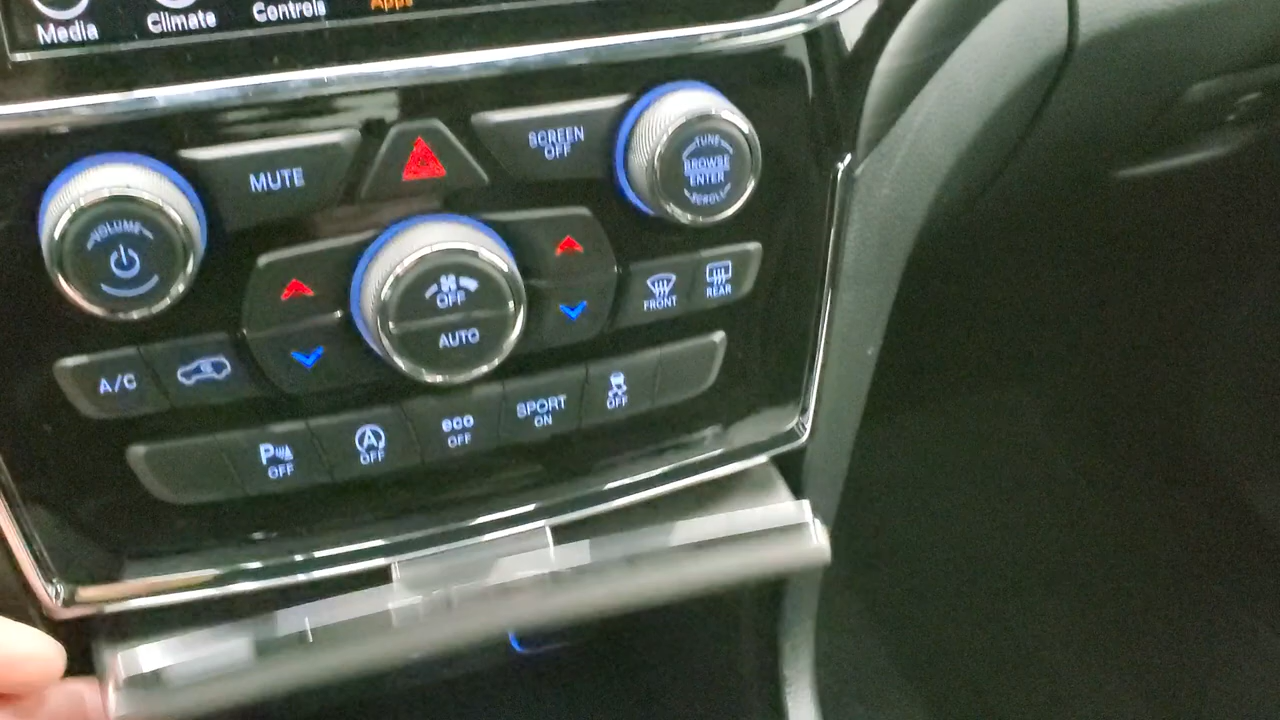 Media
Climate
Controls
Apps
MUTE
SCREEN
OFF
TUNE
BROWSE
ENTER
SCROLL
VOLUME
OFF
AUTO
FRONT
REAR
A/C
P
OFF
A
OFF
eco
OFF
SPORT
ON
OFF